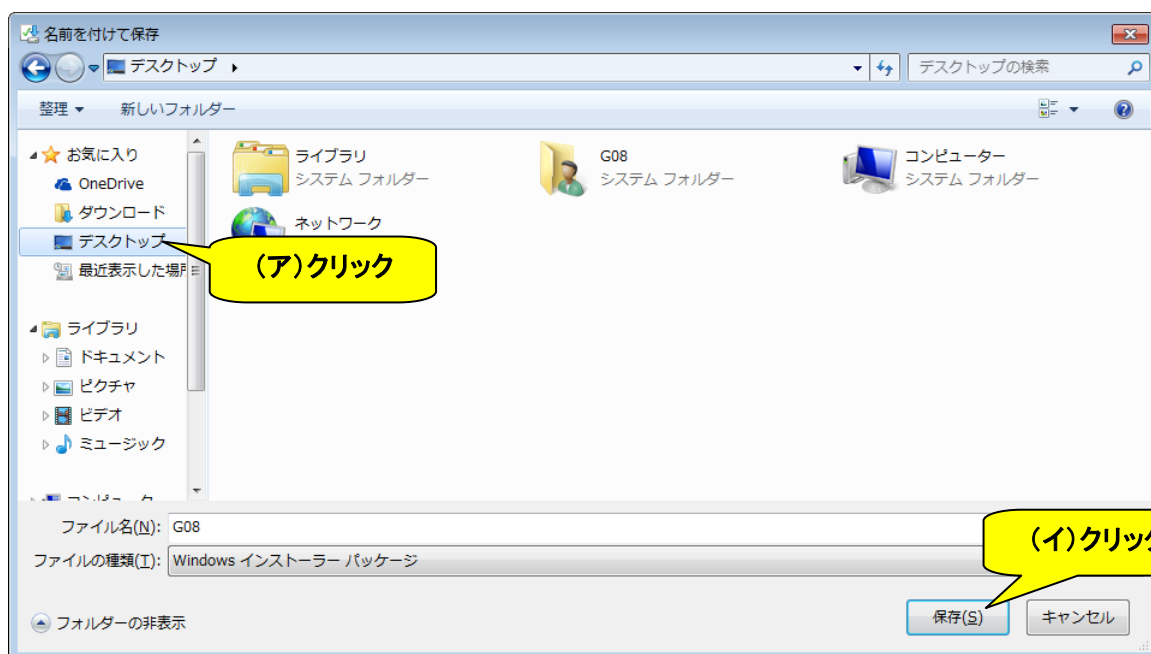 名前を付けて保存
デスクトップ
デスクトップの検索
整理
新しいフォルダー
お気に入り
OneDrive
ダウンロード
デスクトップ
最近表示した場所
ライブラリ
ドキュメント
ピクチャ
ビデオ
ミュージック
ライブラリ
システム フォルダー
G08
システム フォルダー
コンピューター
システム フォルダー
ネットワーク
(ア)クリック
ファイル名(N): G08
ファイルの種類(T): Windows インストーラー パッケージ
(イ)クリック
フォルダーの非表示
保存(S)
キャンセル